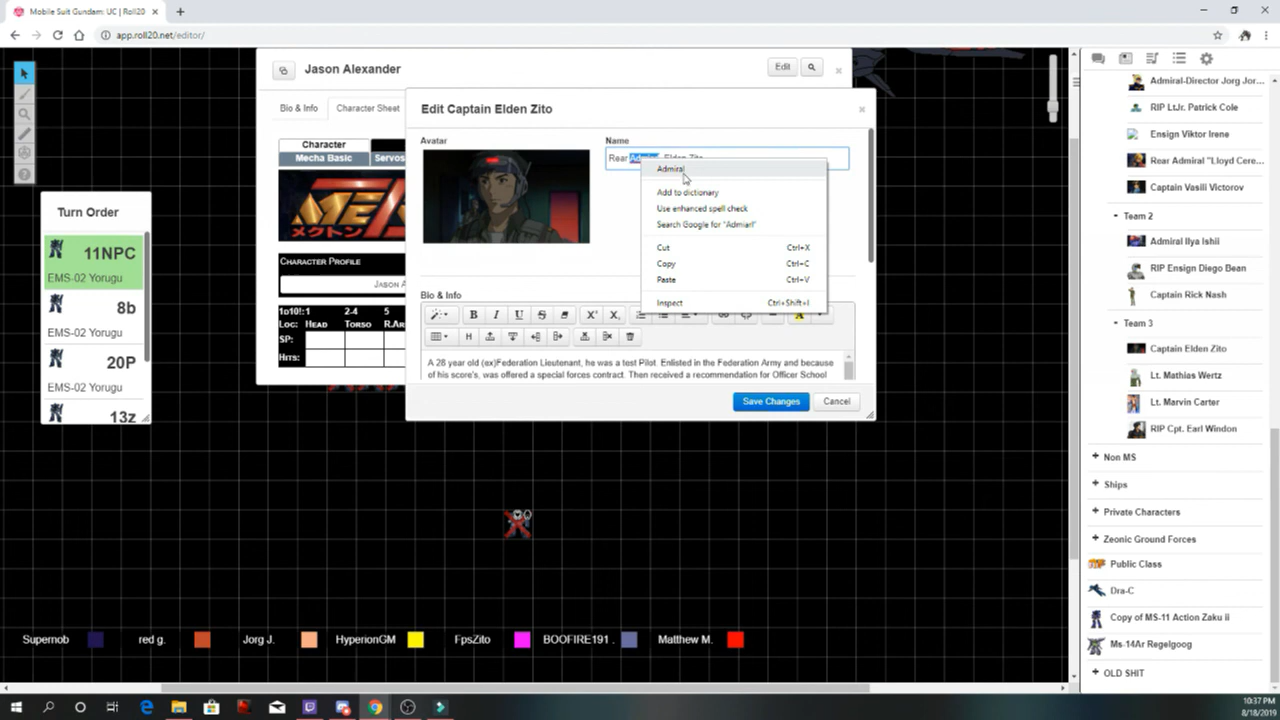 Mobile Suit Gundam: UC | Roll20
app.roll20.net/editor/
Jason Alexander
Edit
Bio & Info
Character Sheet
Character
Mecha Basic
Servos
CHARACTER PROFILE
JASON A
1o10!:1 2-4 5
Loc: HEAD TORSO R.AR
SP:
HITS:
Turn Order
11NPC
EMS-02 Yorugu
8b
EMS-02 Yorugu
20P
EMS-02 Yorugu
13z
Edit Captain Elden Zito
Avatar
Name
Rear Elden Zito
Admiral
Add to dictionary
Use enhanced spell check
Search Google for "Admiarl"
Cut Ctrl+X
Copy Ctrl+C
Paste Ctrl+V
Inspect Ctrl+Shift+I
Bio & Info
A 28 year old (ex)Federation Lieutenant, he was a test Pilot. Enlisted in the Federation Army and because
of his score's, was offered a special forces contract. Then received a recommendation for Officer School
Save Changes
Cancel
Admiral-Director Jorg Jor...
RIP LtJr. Patrick Cole
Ensign Viktor Irene
Rear Admiral "Lloyd Cere...
Captain Vasili Victorov
Team 2
Admiral Ilya Ishii
RIP Ensign Diego Bean
Captain Rick Nash
Team 3
Captain Elden Zito
Lt. Mathias Wertz
Lt. Marvin Carter
RIP Cpt. Earl Windon
Non MS
Ships
Private Characters
Zeonic Ground Forces
Public Class
Dra-C
Copy of MS-11 Action Zaku ii
Ms-14Ar Regelgoog
OLD SHIT
Supernob
red g.
Jorg J.
HyperionGM
FpsZito
BOOFIRE191 .
Matthew M.
10:37 PM
8/18/2019